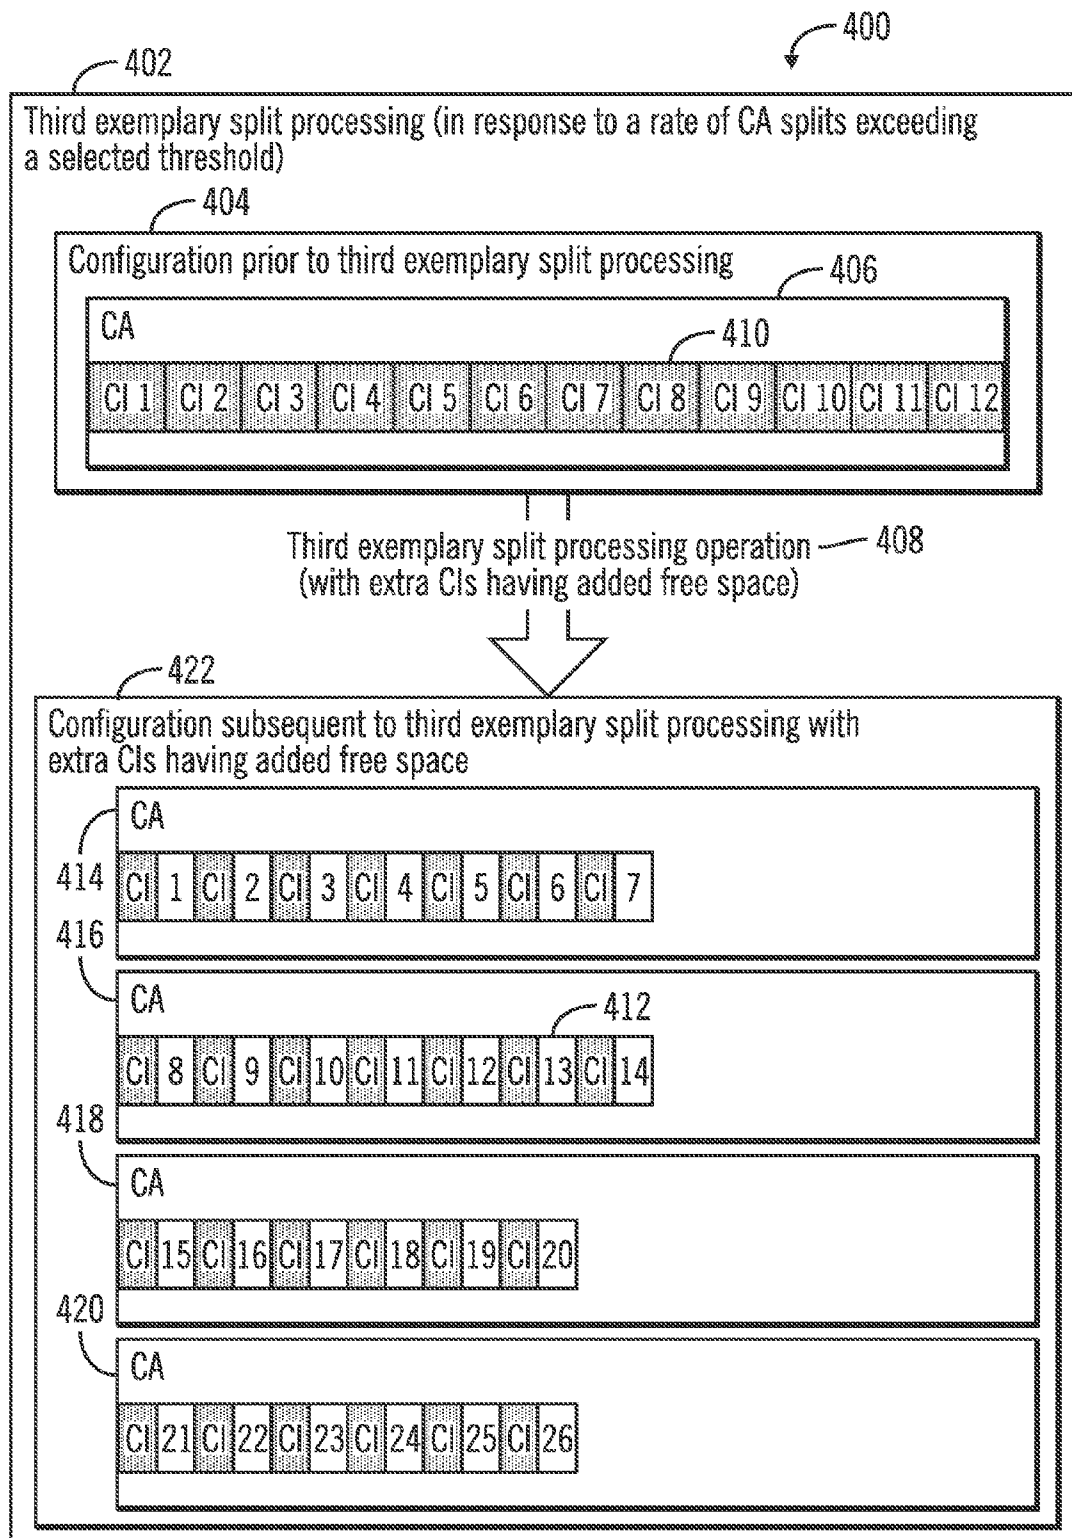 400
402
Third exemplary split processing (in response to a rate of CA splits exceeding
a selected threshold)
404
Configuration prior to third exemplary split processing
406
CA
410
CI 1 CI 2 CI 3 CI 4 CI 5 CI 6 CI 7 CI 8 CI 9 CI 10 CI 11 CI 12
Third exemplary split processing operation 408
(with extra CIs having added free space)
422
Configuration subsequent to third exemplary split processing with
extra CIs having added free space
CA
414
CI 1 CI 2 CI 3 CI 4 CI 5 CI 6 CI 7
416
CA
412
CI 8 CI 9 CI 10 CI 11 CI 12 CI 13 CI 14
418
CA
CI 15 CI 16 CI 17 CI 18 CI 19 CI 20
420
CA
CI 21 CI 22 CI 23 CI 24 CI 25 CI 26